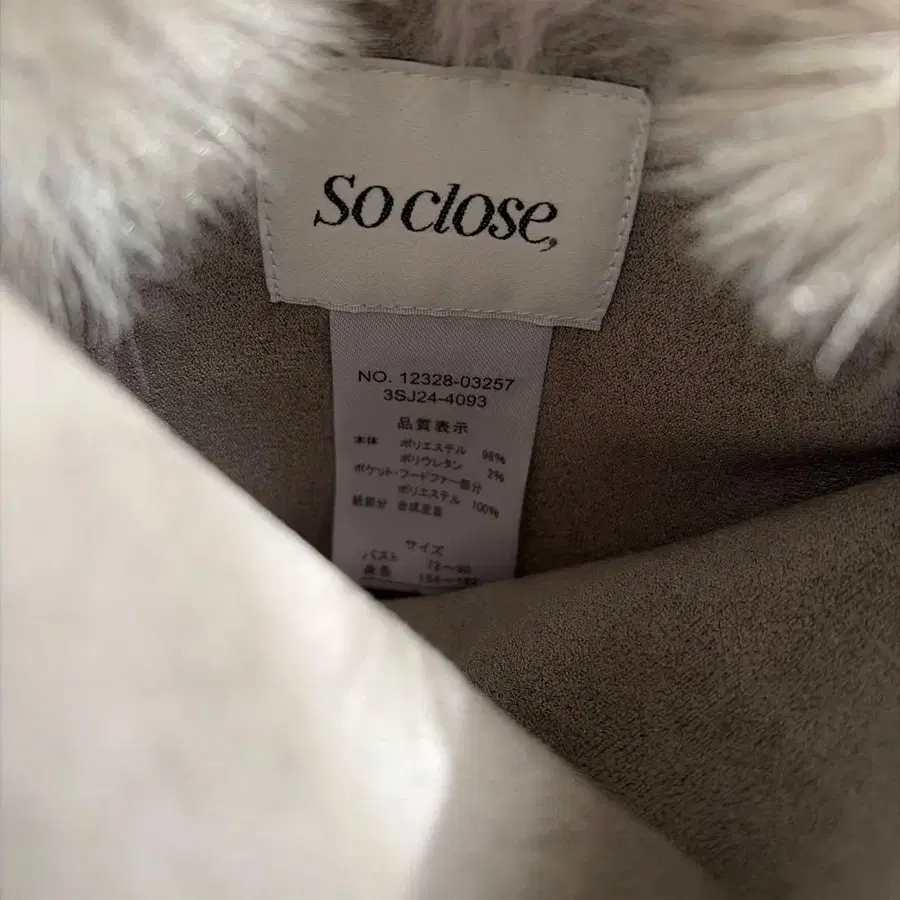 So close,
NO. 12328-03257
3SJ24-4093
品質表示
本体 ポリエステル 98%
ポリウレタン 2%
ポケット・フードファー部分
ポリエステル 100%
紐部分 合成皮革
サイズ
バスト